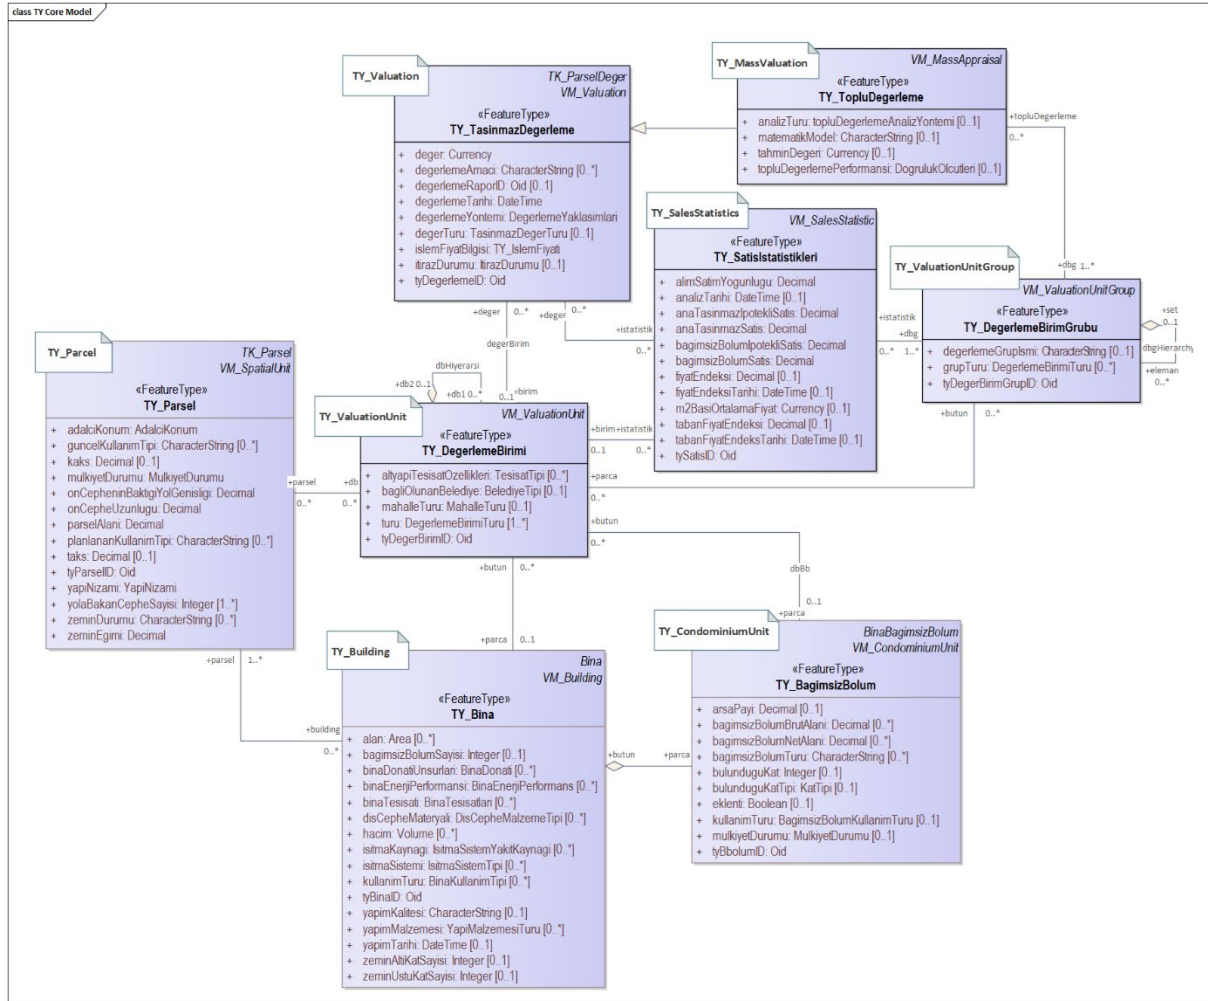 class TY Core Model
TY_MassValuation
VM_MassAppraisal
«FeatureType»
TY_TopluDegerleme
+ analizTuru: topluDegerlemeAnalizYontemi [0..1]
+ matematikModel: CharacterString [0..1]
+ tahminDegeri: Currency [0..1]
+ topluDegerlemePerformansi: DogrulukOlcutleri [0..1]
TY_Valuation
TK_ParselDeger
VM_Valuation
«FeatureType»
TY_TasinmazDegerleme
+ deger: Currency
+ degerlemeAmaci: CharacterString [0..*]
+ degerlemeRaporID: Oid [0..1]
+ degerlemeTarihi: DateTime
+ degerlemeYontemi: DegerlemeYaklasimlari
+ degerTuru: TasinmazDegerTuru [0..1]
+ islemFiyatBilgisi: TY_IslemFiyati
+ itirazDurumu: ItirazDurumu [0..1]
+ tyDegerlemeID: Oid
+topluDegerleme
0..*
+dbg 1..*
TY_SalesStatistics
VM_SalesStatistic
«FeatureType»
TY_SatisIstatistikleri
+ alimSatimYogunlugu: Decimal
+ analizTarihi: DateTime [0..1]
+ anaTasinmazIpotekliSatis: Decimal
+ anaTasinmazSatis: Decimal
+ bagimsizBolumIpotekliSatis: Decimal
+ bagimsizBolumSatis: Decimal
+ fiyatEndeksi: Decimal [0..1]
+ fiyatEndeksiTarihi: DateTime [0..1]
+ m2BasiOrtalamaFiyat: Currency [0..1]
+ tabanFiyatEndeksi: Decimal [0..1]
+ tabanFiyatEndeksTarihi: DateTime [0..1]
+ tySatisID: Oid
TY_ValuationUnitGroup
VM_ValuationUnitGroup
«FeatureType»
TY_DegerlemeBirimGrubu
+ degerlemeGrupIsmi: CharacterString [0..1]
+ grupTuru: DegerlemeBirimiTuru [0..*]
+ tyDegerBirimGrupID: Oid
+set
0..1
dbgHierarchy
+eleman
0..*
+istatistik
+dbg
0..* 1..*
+deger 0..*
degerBirim
+birim
0..1
0..*
+deger
+istatistik
0..*
TY_Parcel
TK_Parsel
VM_SpatialUnit
«FeatureType»
TY_Parsel
+ adalciKonum: AdalciKonum
+ guncelKullanimTipi: CharacterString [0..*]
+ kaks: Decimal [0..1]
+ mulkiyetDurumu: MulkiyetDurumu
+ onCepheninBaktigiYolGenisligi: Decimal
+ onCepheUzunlugu: Decimal
+ parselAlani: Decimal
+ planlananKullanimTipi: CharacterString [0..*]
+ taks: Decimal [0..1]
+ tyParselID: Oid
+ yapiNizami: YapiNizami
+ yolaBakanCepheSayisi: Integer [1..*]
+ zeminDurumu: CharacterString [0..*]
+ zeminEgimi: Decimal
dbHiyerarsi
+db2 0..1
+db1 0..*
TY_ValuationUnit
VM_ValuationUnit
«FeatureType»
TY_DegerlemeBirimi
+ altyapiTesisatOzellikleri: TesisatTipi [0..*]
+ bagliOlunanBelediye: BelediyeTipi [0..1]
+ mahalleTuru: MahalleTuru [0..1]
+ turu: DegerlemeBirimiTuru [1..*]
+ tyDegerBirimID: Oid
+birim +istatistik
0..1 0..*
+parca
0..*
+butun 0..*
+parsel +db
0..* 0..*
+butun
0..*
dbBb
0..1
+parca
+butun 0..*
+parca 0..1
TY_Building
Bina
VM_Building
«FeatureType»
TY_Bina
+ alan: Area [0..*]
+ bagimsizBolumSayisi: Integer [0..1]
+ binaDonatiUnsurlari: BinaDonati [0..*]
+ binaEnerjiPerformansi: BinaEnerjiPerformans [0..*]
+ binaTesisati: BinaTesisatlari [0..*]
+ disCepheMateryali: DisCepheMalzemeTipi [0..*]
+ hacim: Volume [0..*]
+ isitmaKaynagi: IsitmaSistemYakitKaynagi [0..*]
+ isitmaSistemi: IsitmaSistemTipi [0..*]
+ kullanimTuru: BinaKullanimTipi [0..*]
+ tyBinaID: Oid
+ yapimKalitesi: CharacterString [0..1]
+ yapimMalzemesi: YapiMalzemesiTuru [0..*]
+ yapimTarihi: DateTime [0..1]
+ zeminAltiKatSayisi: Integer [0..1]
+ zeminUstuKatSayisi: Integer [0..1]
+parsel 1..*
+building
0..*
+butun +parca
TY_CondominiumUnit
BinaBagimsizBolum
VM_CondominiumUnit
«FeatureType»
TY_BagimsizBolum
+ arsaPayi: Decimal [0..1]
+ bagimsizBolumBrutAlani: Decimal [0..*]
+ bagimsizBolumNetAlani: Decimal [0..*]
+ bagimsizBolumTuru: CharacterString [0..*]
+ bulunduguKat: Integer [0..1]
+ bulunduguKatTipi: KatTipi [0..1]
+ eklenti: Boolean [0..1]
+ kullanimTuru: BagimsizBolumKullanimTuru [0..1]
+ mulkiyetDurumu: MulkiyetDurumu [0..1]
+ tyBbolumID: Oid